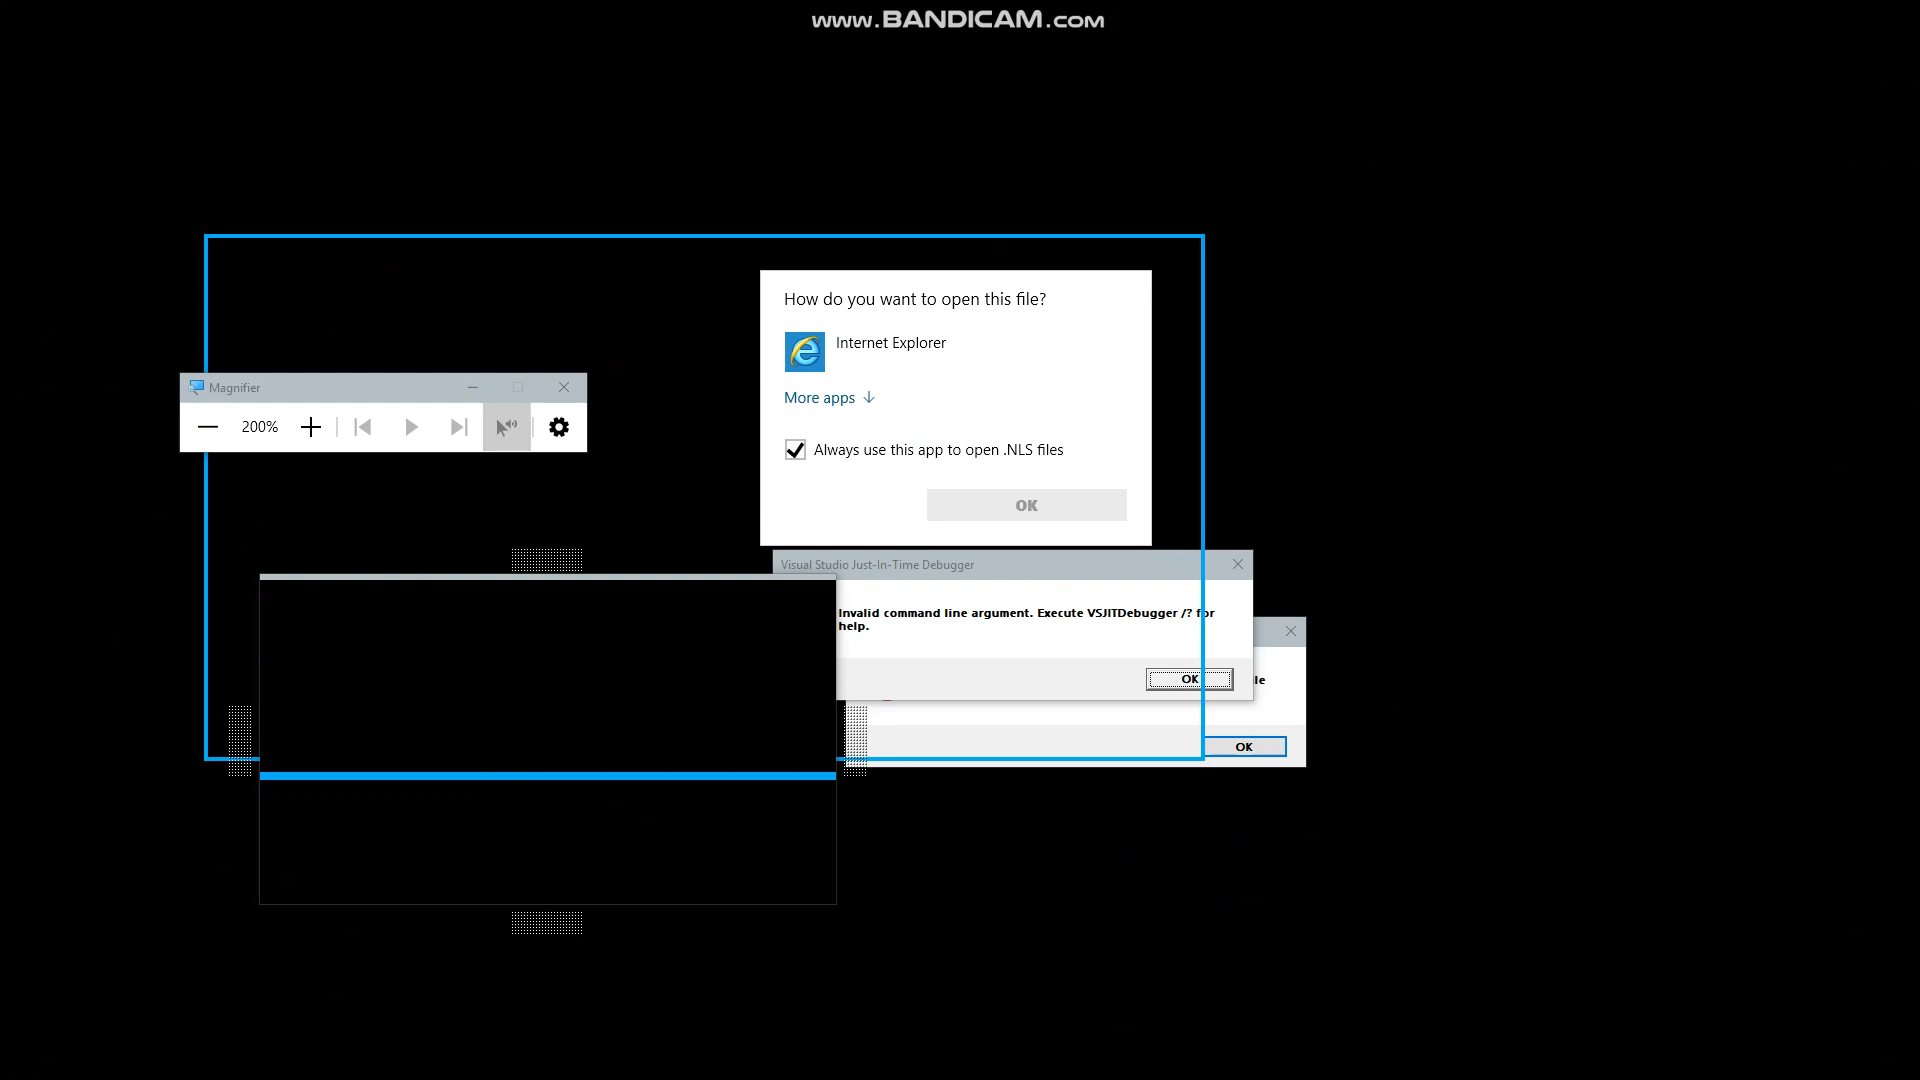 www.BANDICAM.com
How do you want to open this file?
Internet Explorer
More apps
Always use this app to open .NLS files
OK
Magnifier
200%
Visual Studio Just-In-Time Debugger
Invalid command line argument. Execute VSJITDebugger /? for
help.
OK
le
OK